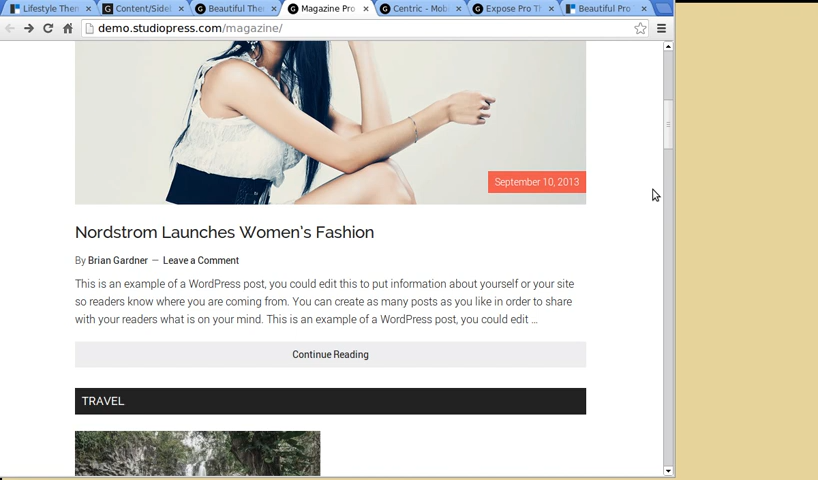 Lifestyle Then
Content/Sidel
Beautiful Ther
Magazine Pro
Centric - Mobi
Expose Pro Th
Beautiful Pro
demo.studiopress.com/magazine/
September 10, 2013
Nordstrom Launches Women's Fashion
By Brian Gardner — Leave a Comment
This is an example of a WordPress post, you could edit this to put information about yourself or your site
so readers know where you are coming from. You can create as many posts as you like in order to share
with your readers what is on your mind. This is an example of a WordPress post, you could edit ...
Continue Reading
TRAVEL